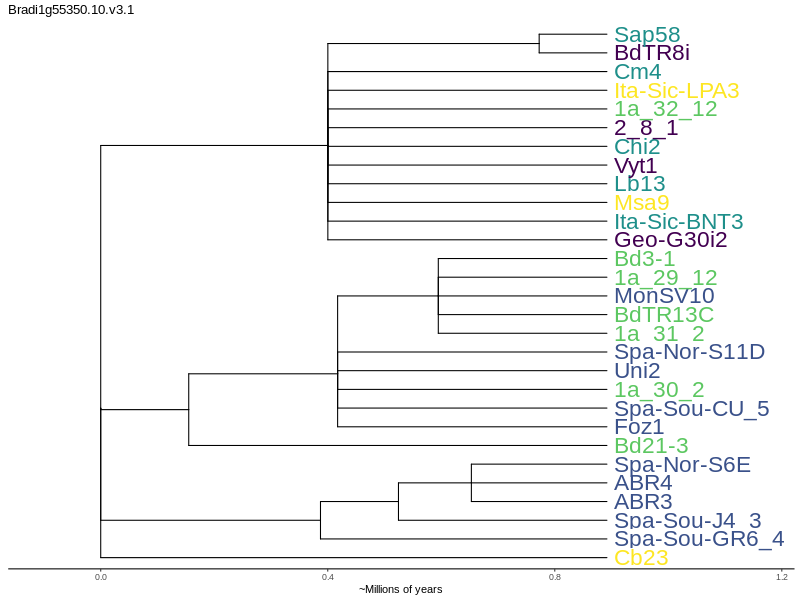 Bradi1g55350.10.v3.1
Sap58
BdTR8i
Cm4
Ita-Sic-LPA3
1a_32_12
2_8_1
Chi2
Vyt1
Lb13
Msa9
Ita-Sic-BNT3
Geo-G30i2
Bd3-1
1a_29_12
MonSV10
BdTR13C
1a_31_2
Spa-Nor-S11D
Uni2
1a_30_2
Spa-Sou-CU_5
Foz1
Bd21-3
Spa-Nor-S6E
ABR4
ABR3
Spa-Sou-J4_3
Spa-Sou-GR6_4
Cb23
0.0 0.4 0.8 1.2
~Millions of years